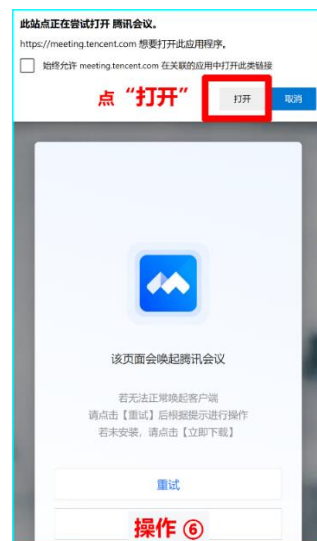 此站点正在尝试打开 腾讯会议。
https://meeting.tencent.com 想要打开此应用程序。
始终允许 meeting.tencent.com 在关联的应用中打开此类链接
点 “打开” 打开 取消
该页面会唤起腾讯会议
若无法正常唤起客户端
请点击【重试】后根据提示进行操作
若未安装，请点击【立即下载】
重试
操作 ⑥